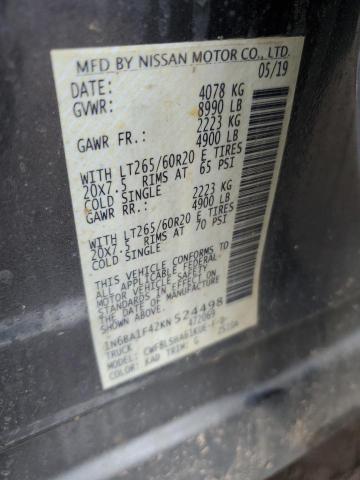 MFD BY NISSAN MOTOR CO., LTD.
DATE: 05/19
GVWR: 4078 KG
8990 LB
GAWR FR.: 2223 KG
4900 LB
WITH LT265/60R20 E TIRES
20X7.5 RIMS AT 65 PSI
COLD SINGLE
GAWR RR.: 2223 KG
4900 LB
WITH LT265/60R20 E TIRES
20X7.5 RIMS AT 70 PSI
COLD SINGLE
THIS VEHICLE CONFORMS TO
ALL APPLICABLE FEDERAL
MOTOR VEHICLE SAFETY
STANDARDS IN EFFECT ON
THE DATE OF MANUFACTURE
SHOWN ABOVE.
1N6BA1F42KN524498
TRUCK 472069
COLOR KAD TRIM: G